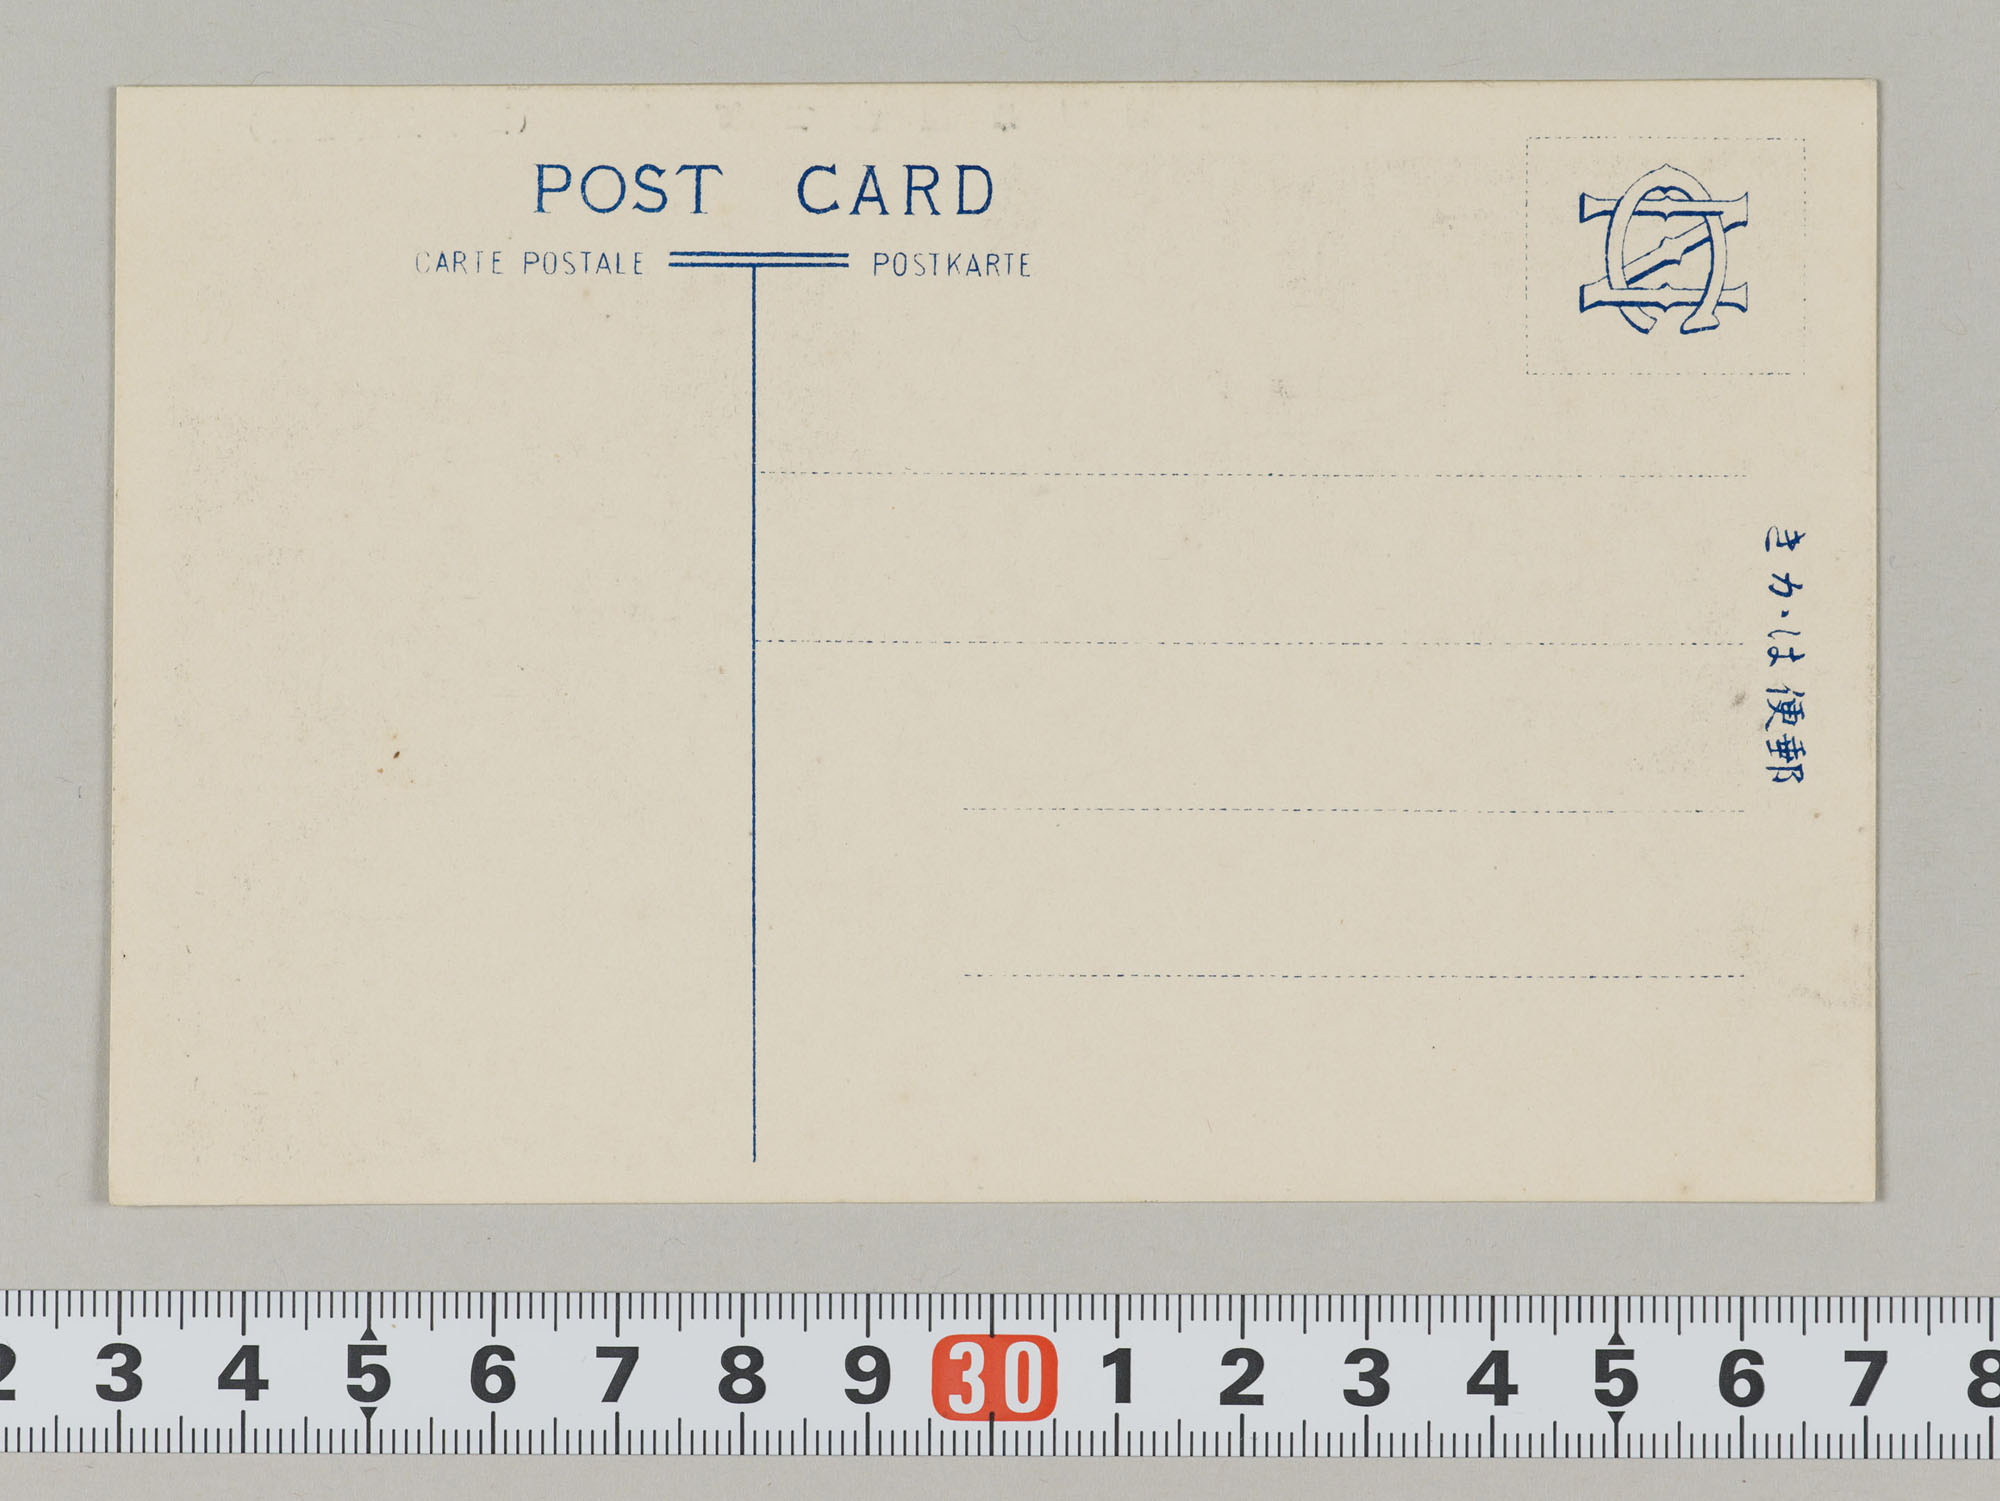 POST CARD
CARTE POSTALE
POSTKARTE
きかは便郵
2 3 4 5 6 7 8 9 30 1 2 3 4 5 6 7 8